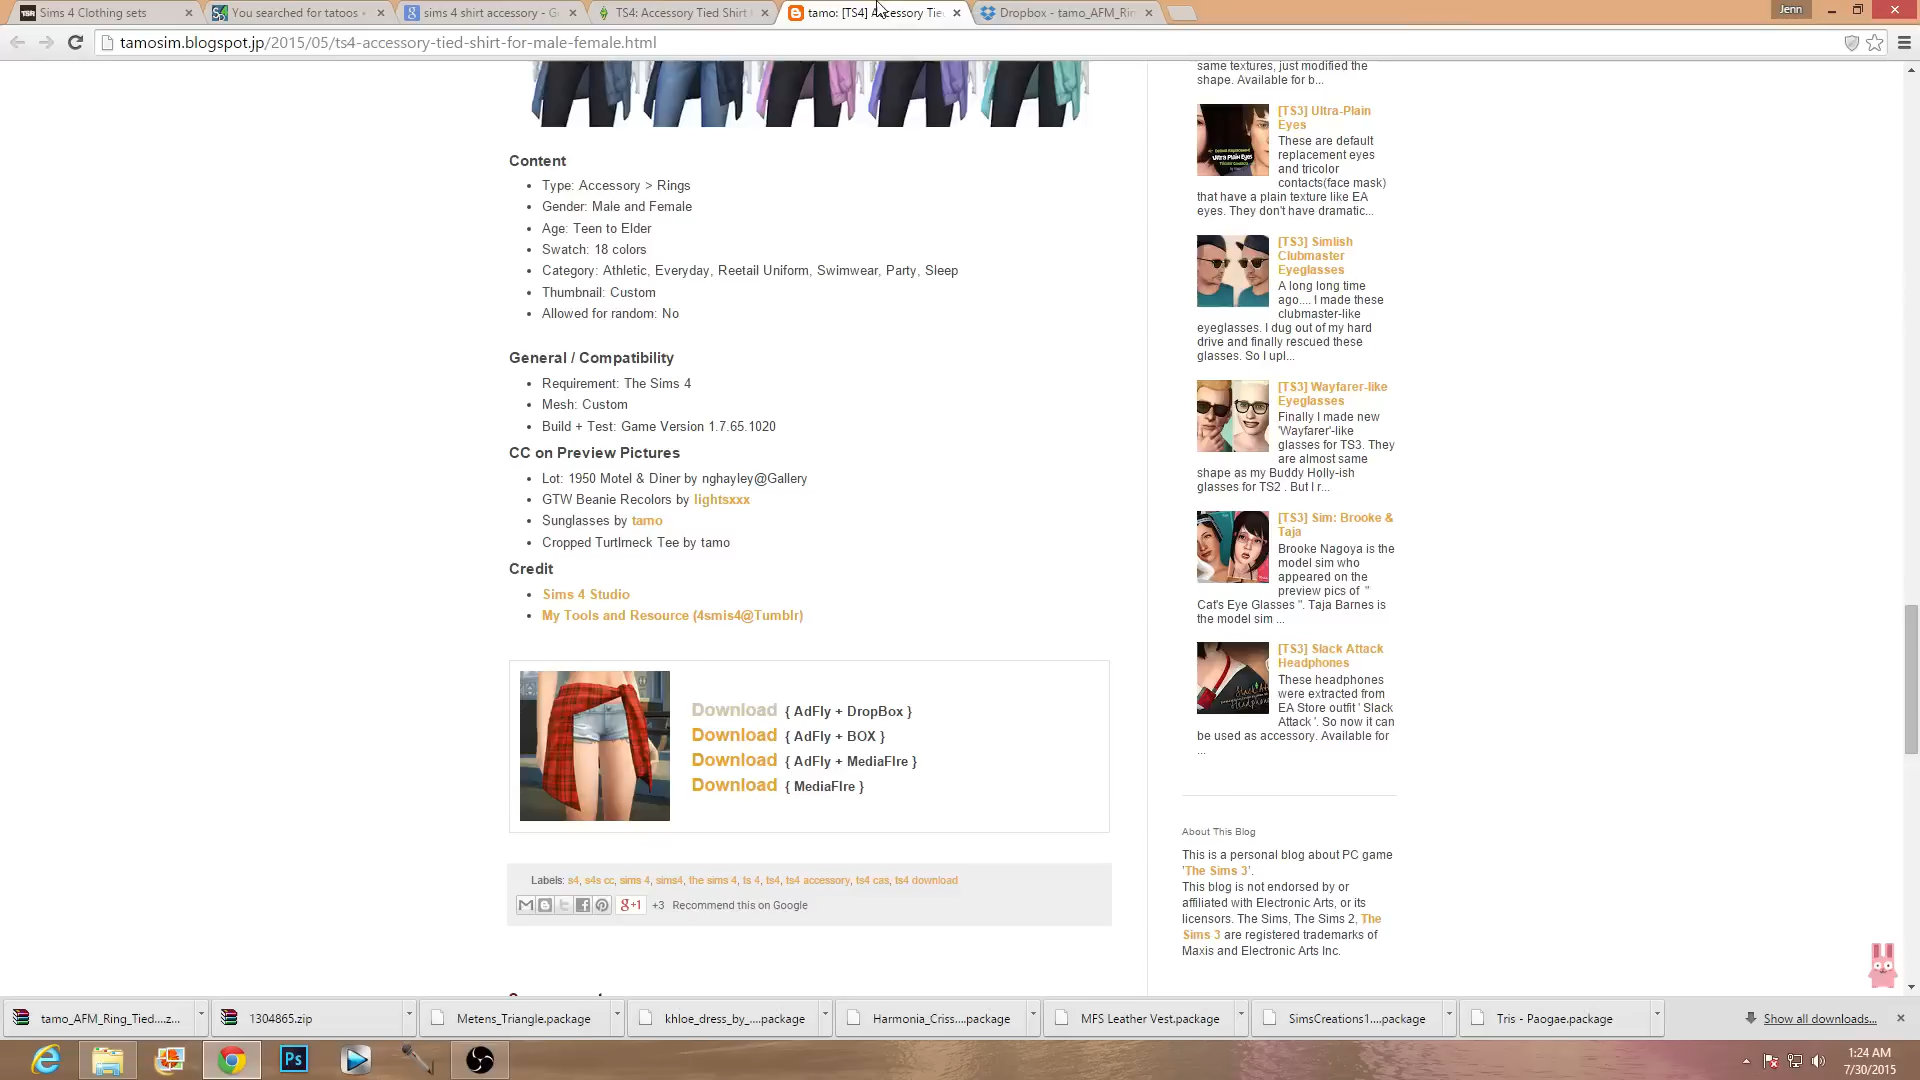 Sims 4 Clothing sets
You searched for tatoos
sims 4 shirt accessory - G
TS4: Accessory Tied Shirt
tamo: [TS4] Accessory Tie
Dropbox - tamo_AFM_Rin
Jenn
tamosim.blogspot.jp/2015/05/ts4-accessory-tied-shirt-for-male-female.html
Content
Type: Accessory > Rings
Gender: Male and Female
Age: Teen to Elder
Swatch: 18 colors
Category: Athletic, Everyday, Reetail Uniform, Swimwear, Party, Sleep
Thumbnail: Custom
Allowed for random: No
General / Compatibility
Requirement: The Sims 4
Mesh: Custom
Build + Test: Game Version 1.7.65.1020
CC on Preview Pictures
Lot: 1950 Motel & Diner by nghayley@Gallery
GTW Beanie Recolors by lightsxxx
Sunglasses by tamo
Cropped Turtlrneck Tee by tamo
Credit
Sims 4 Studio
My Tools and Resource (4smis4@Tumblr)
Download { AdFly + DropBox }
Download { AdFly + BOX }
Download { AdFly + MediaFIre }
Download { MediaFIre }
Labels: s4, s4s cc, sims 4, sims4, the sims 4, ts 4, ts4, ts4 accessory, ts4 cas, ts4 download
g+1 +3 Recommend this on Google
same textures, just modified the
shape. Available for b...
[TS3] Ultra-Plain
Eyes
These are default
replacement eyes
and tricolor
contacts(face mask)
that have a plain texture like EA
eyes. They don't have dramatic...
Ultra Plain Eyes
[TS3] Simlish
Clubmaster
Eyeglasses
A long long time
ago.... I made these
clubmaster-like
eyeglasses. I dug out of my hard
drive and finally rescued these
glasses. So I upl...
[TS3] Wayfarer-like
Eyeglasses
Finally I made new
'Wayfarer'-like
glasses for TS3. They
are almost same
shape as my Buddy Holly-ish
glasses for TS2 . But I r...
[TS3] Sim: Brooke &
Taja
Brooke Nagoya is the
model sim who
appeared on the
preview pics of "
Cat's Eye Glasses ". Taja Barnes is
the model sim ...
[TS3] Slack Attack
Headphones
These headphones
were extracted from
EA Store outfit ' Slack
Attack '. So now it can
be used as accessory. Available for
...
Slack Attack
Headphones
About This Blog
This is a personal blog about PC game
'The Sims 3'.
This blog is not endorsed by or
affiliated with Electronic Arts, or its
licensors. The Sims, The Sims 2, The
Sims 3 are registered trademarks of
Maxis and Electronic Arts Inc.
tamo_AFM_Ring_Tied....z...
1304865.zip
Metens_Triangle.package
khloe_dress_by_....package
Harmonia_Criss....package
MFS Leather Vest.package
SimsCreations1....package
Tris - Paogae.package
Show all downloads...
Ps
1:24 AM
7/30/2015